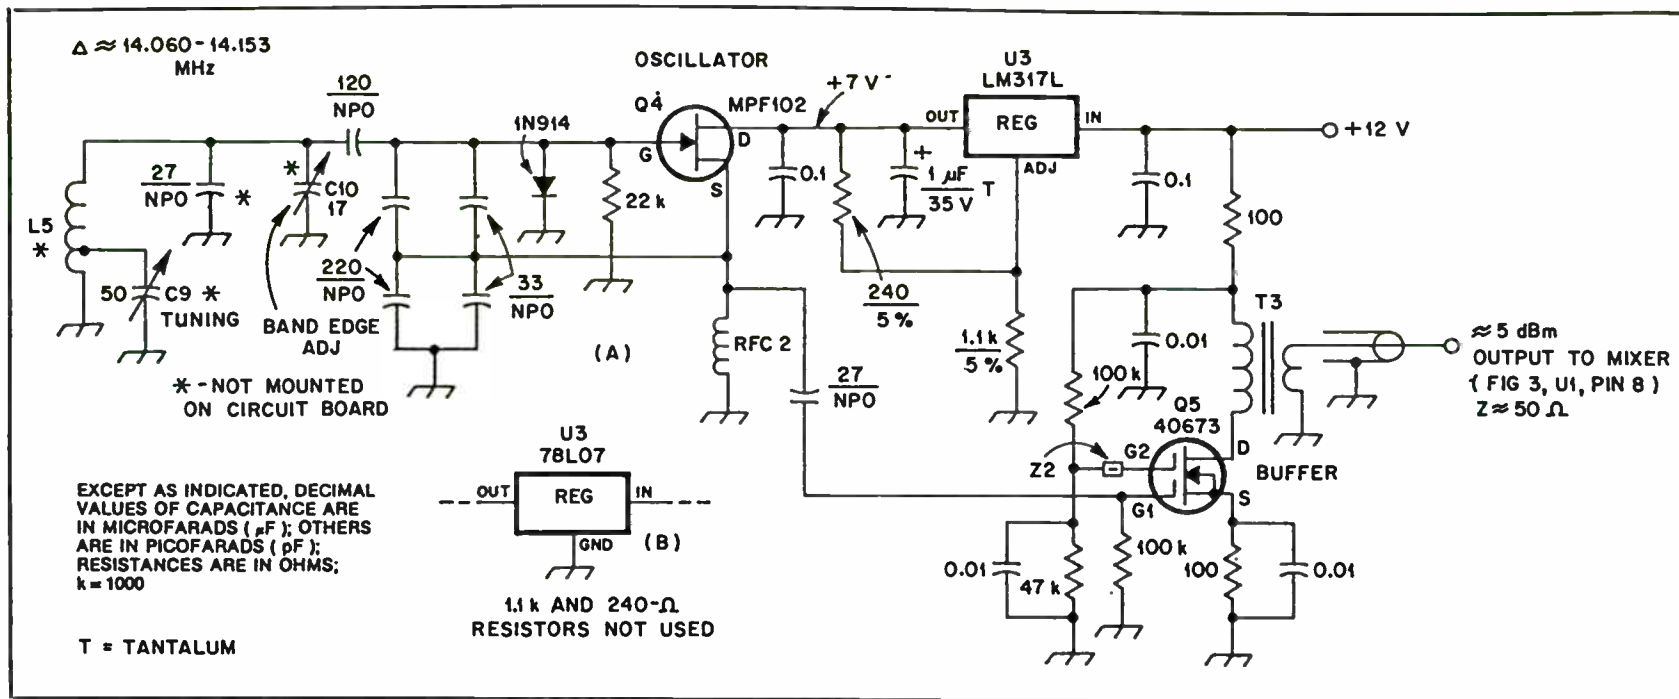 Δ ≈ 14.060-14.153
MHz
OSCILLATOR
U3
LM317L
120
NPO
Q4
MPF102
+7 V
OUT
REG
IN
+12 V
1N914
G
D
S
ADJ
27
NPO
*
*
C10
17
22 k
0.1
+
1 µF
35 V
T
0.1
100
L5
*
220
NPO
33
NPO
50
C9 *
TUNING
BAND EDGE
ADJ
(A)
RFC 2
240
5 %
1.1 k
5 %
T3
0.01
≈ 5 dBm
OUTPUT TO MIXER
( FIG 3, U1, PIN 8 )
Z ≈ 50 Ω
* - NOT MOUNTED
ON CIRCUIT BOARD
27
NPO
100 k
Q5
40673
U3
78L07
Z2
G2
D
BUFFER
OUT
REG
IN
G1
S
GND
(B)
EXCEPT AS INDICATED, DECIMAL
VALUES OF CAPACITANCE ARE
IN MICROFARADS ( µF ); OTHERS
ARE IN PICOFARADS ( pF );
RESISTANCES ARE IN OHMS;
k = 1000
0.01
47 k
100 k
100
0.01
1.1 k AND 240-Ω
RESISTORS NOT USED
T = TANTALUM